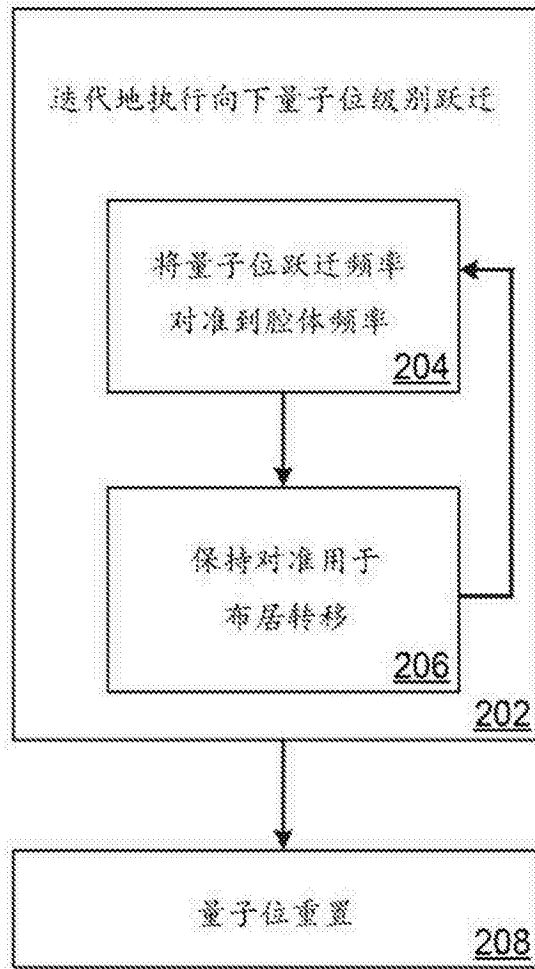 迭代地执行向下量子位级别跃迁
将量子位跃迁频率
对准到腔体频率
204
保持对准用于
布居转移
206
202
量子位重置
208